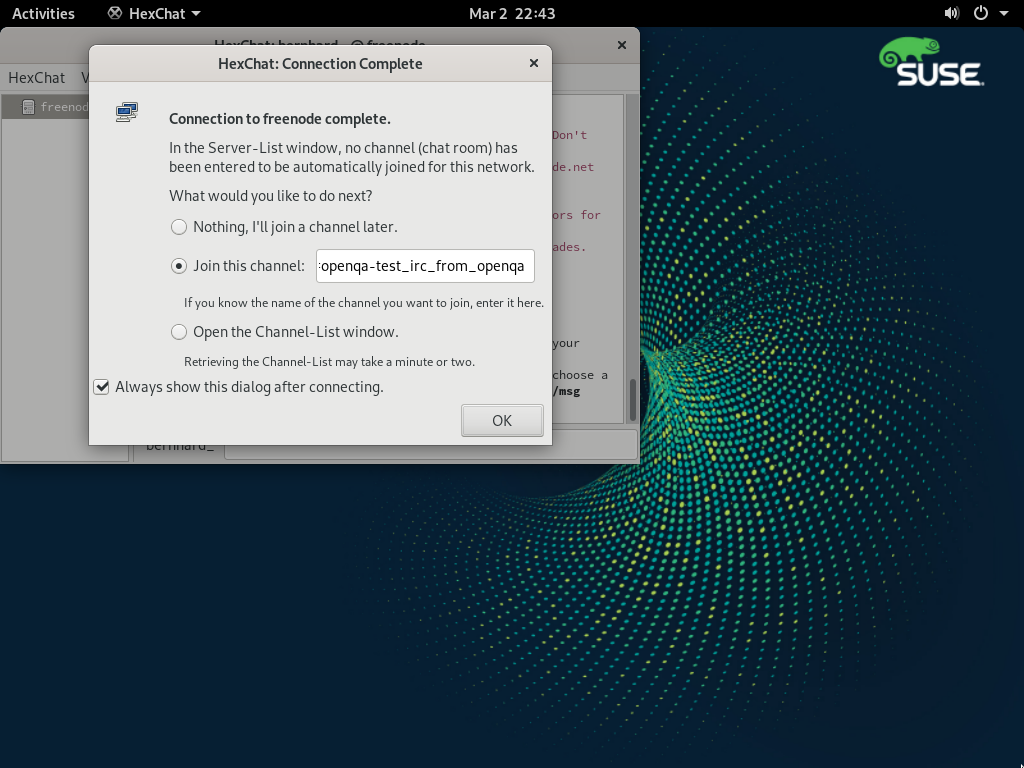 Activities HexChat Mar 2 22:43
SUSE
HexChat: Connection Complete
HexChat
freenod
Connection to freenode complete.
In the Server-List window, no channel (chat room) has
been entered to be automatically joined for this network.
What would you like to do next?
Nothing, I'll join a channel later.
Join this channel: openqa-test_irc_from_openqa
If you know the name of the channel you want to join, enter it here.
Open the Channel-List window.
Retrieving the Channel-List may take a minute or two.
Always show this dialog after connecting.
OK
Don't
de.net
ors for
ades.
your
choose a
/msg
bernhard_